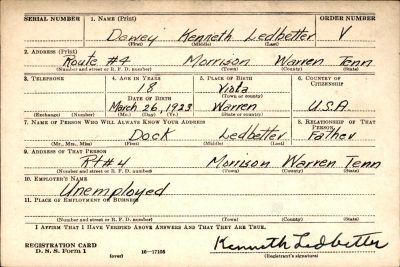 SERIAL NUMBER 1. NAME (Print) ORDER NUMBER
Dewey Kenneth Ledbetter V
(First) (Middle) (Last)
2. ADDRESS (Print)
Route #4 Morrison Warren Tenn
(Number and street or R. F. D. number) (Town) (County) (State)
3. TELEPHONE 4. AGE IN YEARS 5. PLACE OF BIRTH 6. COUNTRY OF CITIZENSHIP
18 Viola
DATE OF BIRTH (Town or county)
March 26, 1923 Warren U.S.A
(Exchange) (Number) (Mo.) (Day) (Yr.) (State or country)
7. NAME OF PERSON WHO WILL ALWAYS KNOW YOUR ADDRESS 8. RELATIONSHIP OF THAT PERSON
Dock Ledbetter Father
(Mr., Mrs., Miss) (First) (Middle) (Last)
9. ADDRESS OF THAT PERSON
Rt#4 Morrison Warren Tenn
(Number and street or R. F. D. number) (Town) (County) (State)
10. EMPLOYER'S NAME
Unemployed
11. PLACE OF EMPLOYMENT OR BUSINESS
(Number and street or R. F. D. number) (Town) (County) (State)
I AFFIRM THAT I HAVE VERIFIED ABOVE ANSWERS AND THAT THEY ARE TRUE.
REGISTRATION CARD
D. S. S. Form 1 (over) 16—17105 Kenneth Ledbetter
(Registrant's signature)